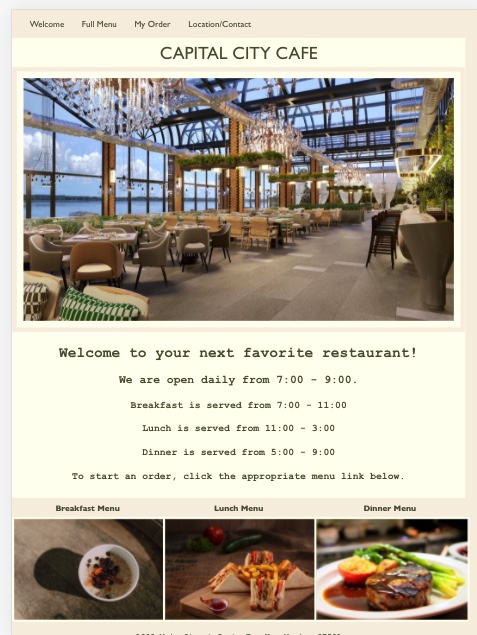 Welcome Full Menu My Order Location/Contact
CAPITAL CITY CAFE
Welcome to your next favorite restaurant!
We are open daily from 7:00 - 9:00.
Breakfast is served from 7:00 - 11:00
Lunch is served from 11:00 - 3:00
Dinner is served from 5:00 - 9:00
To start an order, click the appropriate menu link below.
Breakfast Menu Lunch Menu Dinner Menu